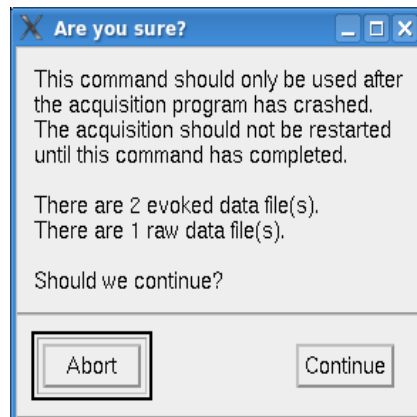 Are you sure?
This command should only be used after
the acquisition program has crashed.
The acquisition should not be restarted
until this command has completed.
There are 2 evoked data file(s).
There are 1 raw data file(s).
Should we continue?
Abort
Continue